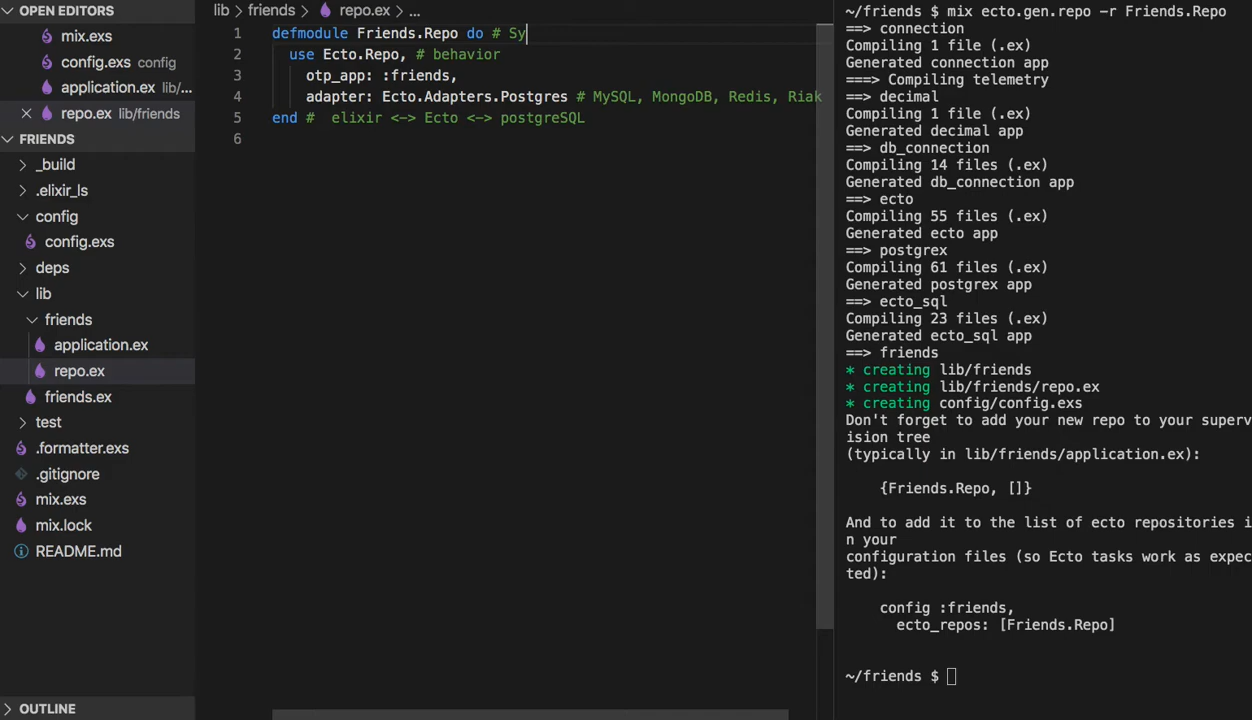 OPEN EDITORS
mix.exs
config.exs config
application.ex lib/...
repo.ex lib/friends
FRIENDS
_build
.elixir_ls
config
config.exs
deps
lib
friends
application.ex
repo.ex
friends.ex
test
.formatter.exs
.gitignore
mix.exs
mix.lock
README.md
OUTLINE
lib > friends > repo.ex > ...
1 defmodule Friends.Repo do # Sy
2 use Ecto.Repo, # behavior
3 otp_app: :friends,
4 adapter: Ecto.Adapters.Postgres # MySQL, MongoDB, Redis, Riak
5 end #  elixir <-> Ecto <-> postgreSQL
6
~/friends $ mix ecto.gen.repo -r Friends.Repo
==> connection
Compiling 1 file (.ex)
Generated connection app
===> Compiling telemetry
==> decimal
Compiling 1 file (.ex)
Generated decimal app
==> db_connection
Compiling 14 files (.ex)
Generated db_connection app
==> ecto
Compiling 55 files (.ex)
Generated ecto app
==> postgrex
Compiling 61 files (.ex)
Generated postgrex app
==> ecto_sql
Compiling 23 files (.ex)
Generated ecto_sql app
==> friends
* creating lib/friends
* creating lib/friends/repo.ex
* creating config/config.exs
Don't forget to add your new repo to your superv
ision tree
(typically in lib/friends/application.ex):
{Friends.Repo, []}
And to add it to the list of ecto repositories i
n your
configuration files (so Ecto tasks work as expec
ted):
config :friends,
ecto_repos: [Friends.Repo]
~/friends $